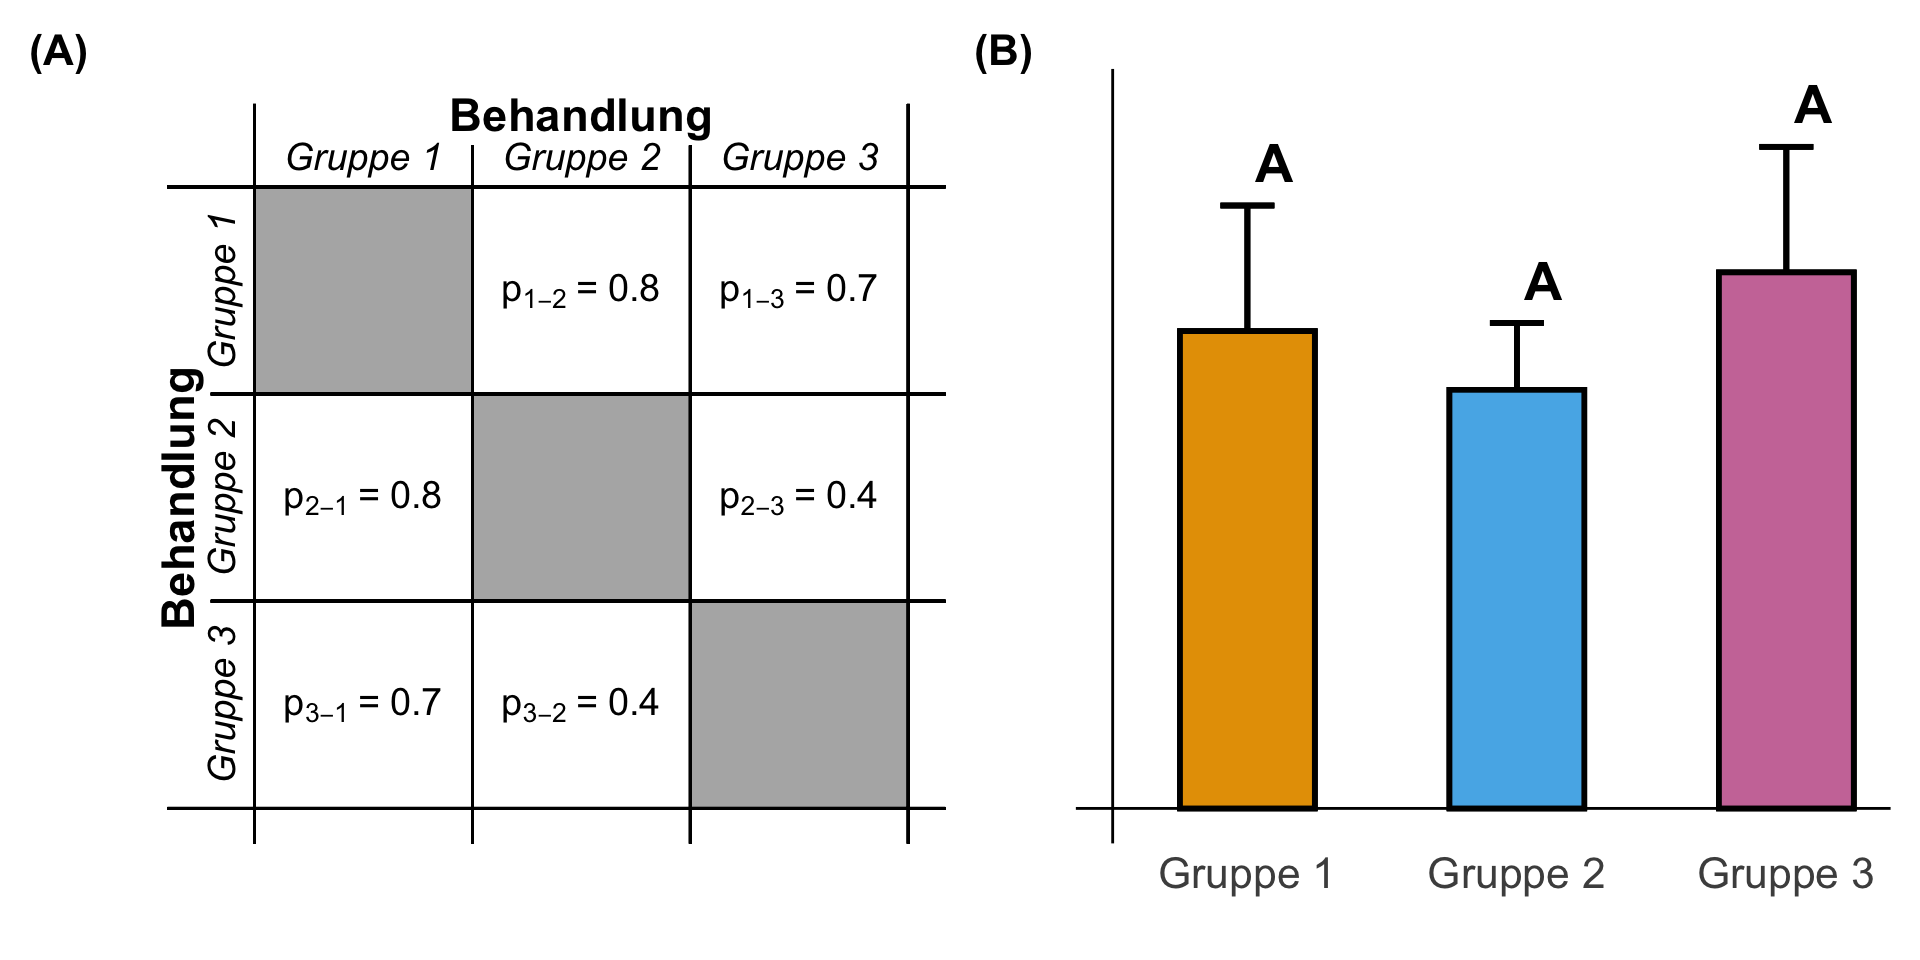 (A)
Behandlung
Gruppe 1 Gruppe 2 Gruppe 3
Behandlung
Gruppe 1
p1−2 = 0.8 p1−3 = 0.7
Gruppe 2
p2−1 = 0.8 p2−3 = 0.4
Gruppe 3
p3−1 = 0.7 p3−2 = 0.4
(B)
A
A
A
Gruppe 1 Gruppe 2 Gruppe 3